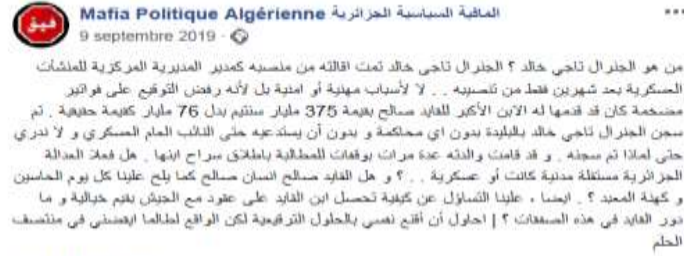 Mafia Politique Algérienne المافية السياسية الجزائرية
فيق
9 septembre 2019
من هو الجنرال تاجي خالد ؟ الجنرال تاجي خالد تمت اقالته من منصبه كمدير المديرية المركزية للمنشآت
العسكرية بعد شهرين فقط من تنصيبه . . لا لأسباب مهنية أو امنية بل لأنه رفض التوقيع على فواتير
مضخمة كان قد قدمها له الابن الأكبر للقايد صالح بقيمة 375 مليار سنتيم بدل 76 مليار كقيمة حقيقية . تم
سجن الجنرال تاجي خالد بالبليدة بدون اي محاكمة و بدون أن يستدعيه حتى النائب العام العسكري و لا ندري
حتى لماذا تم سجنه . و قد قامت والدته عدة مرات بوقفات للمطالبة باطلاق سراح ابنها . هل فعلا العدالة
الجزائرية مستقلة مدنية كانت أو عسكرية . . ؟ و هل القايد صالح انسان صالح كما يلح علينا كل يوم الحاسين
و كهنة المعبد ؟ . ايضا ، علينا التساؤل عن كيفية تحصل ابن القايد على عقود مع الجيش بقيم خيالية و ما
دور القايد في هذه الصفقات ؟ | احاول أن أقنع نفسي بالحلول الترقيعية لكن الواقع لطالما ايقضني في منتصف
الحلم